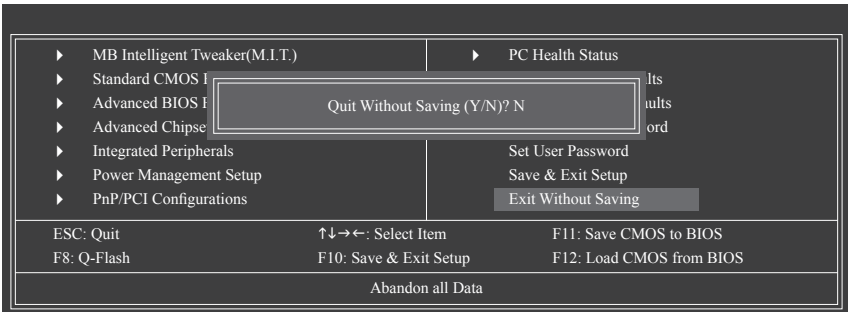 MB Intelligent Tweaker(M.I.T.)
Standard CMOS
Advanced BIOS
Advanced
Integrated Peripherals
Power Management Setup
PnP/PCI Configurations
PC Health Status
Set User Password
Save & Exit Setup
Exit Without Saving
Quit Without Saving (Y/N)? N
ESC: Quit ↑↓→←: Select Item F11: Save CMOS to BIOS
F8: Q-Flash F10: Save & Exit Setup F12: Load CMOS from BIOS
Abandon all Data